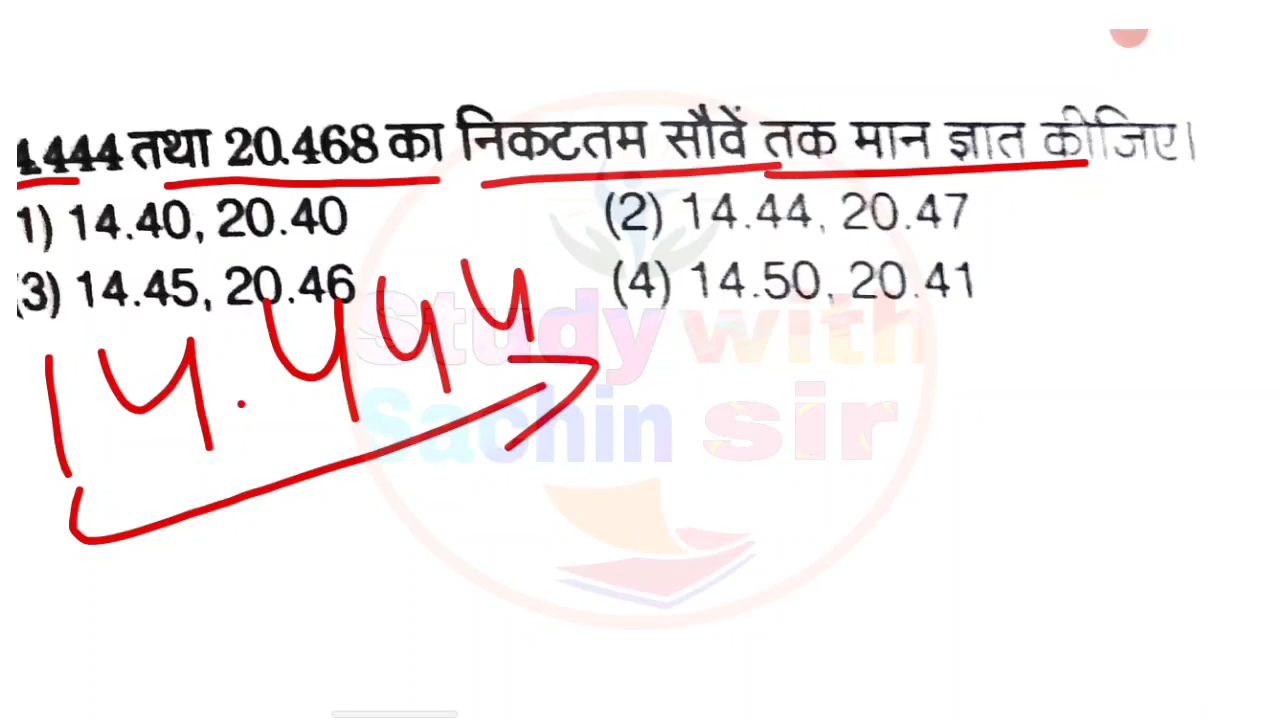 4.444 तथा 20.468 का निकटतम सौवें तक मान ज्ञात कीजिए।
1) 14.40, 20.40 (2) 14.44, 20.47
(3) 14.45, 20.46 (4) 14.50, 20.41
14.444
Study with
Sachin sir